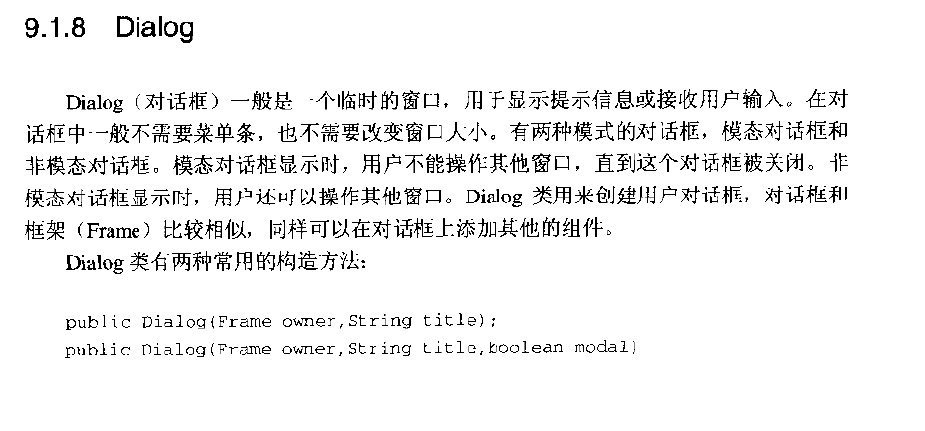 9.1.8 Dialog
Dialog（对话框）一般是一个临时的窗口，用于显示提示信息或接收用户输入。在对
话框中一般不需要菜单条，也不需要改变窗口大小。有两种模式的对话框，模态对话框和
非模态对话框。模态对话框显示时，用户不能操作其他窗口，直到这个对话框被关闭。非
模态对话框显示时，用户还可以操作其他窗口。Dialog 类用来创建用户对话框，对话框和
框架（Frame）比较相似，同样可以在对话框上添加其他的组件。
Dialog 类有两种常用的构造方法：
public Dialog(Frame owner,String title);
public Dialog(Frame owner,String title,boolean modal)